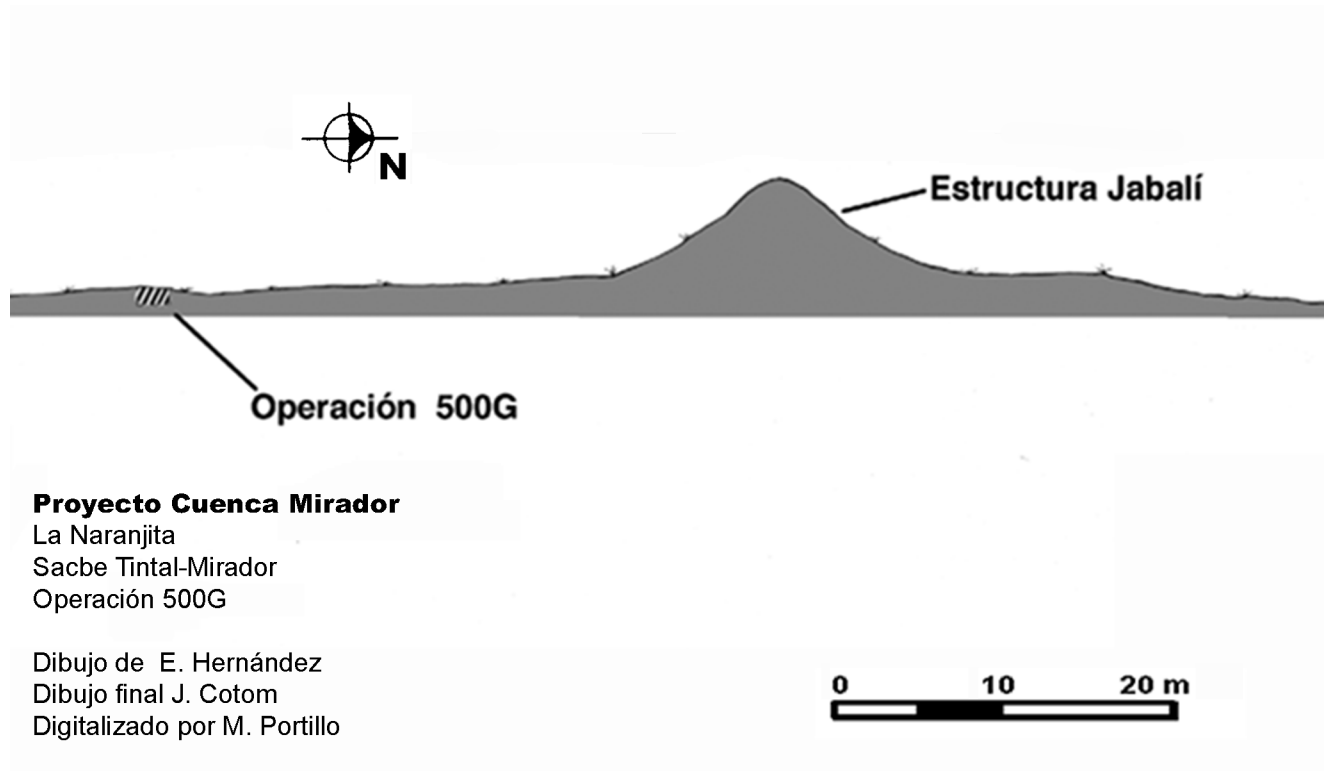 N
Estructura Jabalí
Operación 500G
Proyecto Cuenca Mirador
La Naranjita
Sacbe Tintal-Mirador
Operación 500G
Dibujo de E. Hernández
Dibujo final J. Cotom
Digitalizado por M. Portillo
0 10 20 m